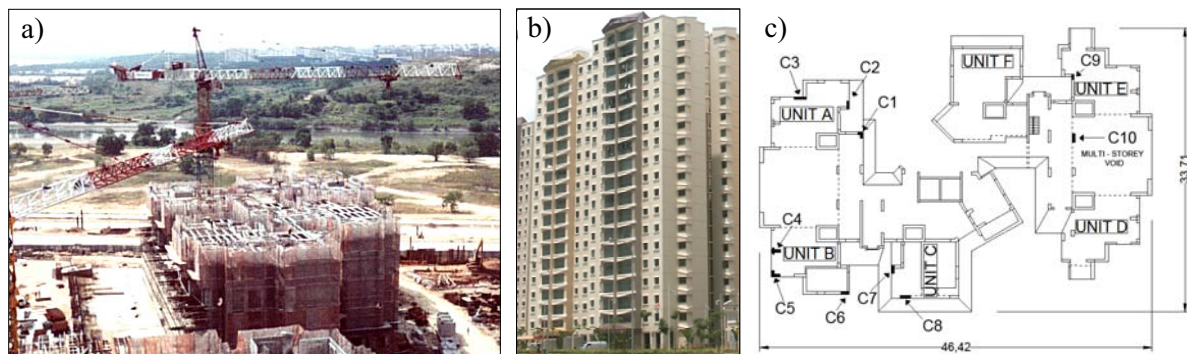 a)
b)
c)
C3
C2
C1
UNIT A
UNIT F
C9
UNIT E
C10
MULTI - STOREY
VOID
33,71
C4
UNIT B
C5
C6
C7
UNIT C
C8
UNIT D
46,42